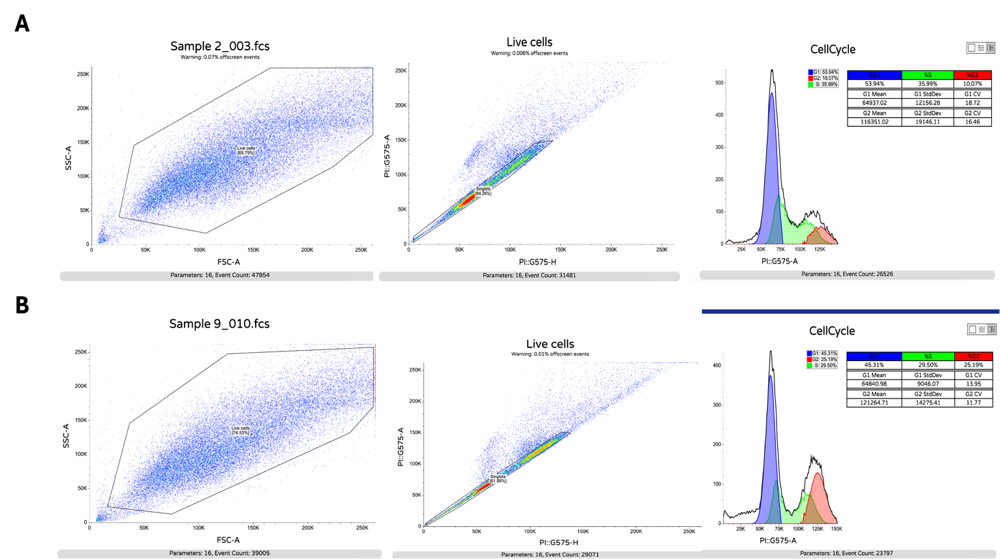 A
Sample 2_003.fcs
Warning: 0.07% offscreen events
250K
200K
150K
100K
50K
0
SSC-A
Live cells
[65.79%]
0
50K
100K
150K
200K
250K
FSC-A
Parameters: 16, Event Count: 47854
Live cells
Warning: 0.006% offscreen events
250K
200K
150K
100K
50K
0
PI::G575-A
Singlets
[84.26%]
0
50K
100K
150K
200K
250K
PI::G575-H
Parameters: 16, Event Count: 31481
CellCycle
G1: 53.94%
G2: 10.07%
S: 35.99%
%G1 %S %G2
53.94% 35.99% 10.07%
G1 Mean G1 StdDev G1 CV
64937.02 12156.28 18.72
G2 Mean G2 StdDev G2 CV
116351.02 19146.11 16.46
500
400
300
200
100
0
25K
50K
75K
100K
125K
PI::G575-A
Parameters: 16, Event Count: 26526
B
Sample 9_010.fcs
250K
200K
150K
100K
50K
0
SSC-A
Live cells
[74.53%]
0
50K
100K
150K
200K
250K
FSC-A
Parameters: 16, Event Count: 39005
Live cells
Warning: 0.01% offscreen events
250K
200K
150K
100K
50K
0
PI::G575-A
Singlets
[81.86%]
0
50K
100K
150K
200K
250K
PI::G575-H
Parameters: 16, Event Count: 29071
CellCycle
G1: 45.31%
G2: 25.19%
S: 29.50%
%G1 %S %G2
45.31% 29.50% 25.19%
G1 Mean G1 StdDev G1 CV
64840.98 9046.07 13.95
G2 Mean G2 StdDev G2 CV
121264.71 14275.41 11.77
400
300
200
100
0
25K
50K
75K
100K
125K
150K
PI::G575-A
Parameters: 16, Event Count: 23797